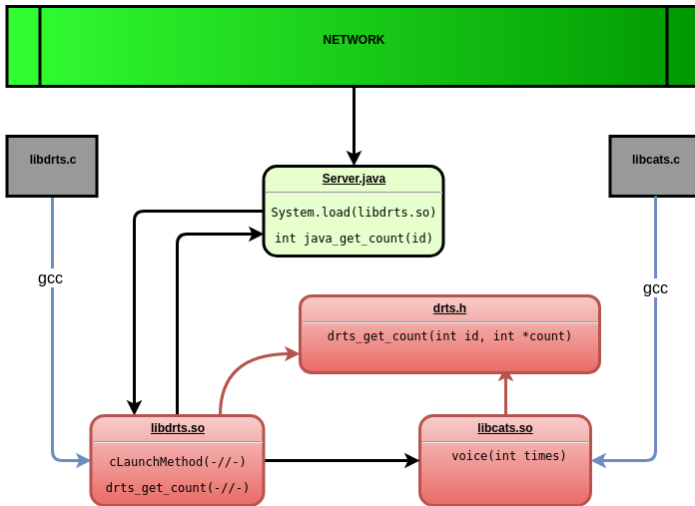 NETWORK
libdrts.c
libcats.c
Server.java
System.load(libdrts.so)
int java_get_count(id)
gcc
gcc
drts.h
drts_get_count(int id, int *count)
libdrts.so
cLaunchMethod(-//-)
drts_get_count(-//-)
libcats.so
voice(int times)